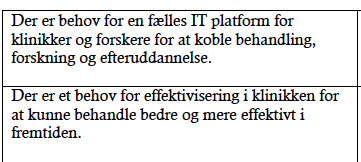 Der er behov for en fælles IT platform for
klinikker og forskere for at koble behandling,
forskning og efteruddannelse.
Der er et behov for effektivisering i klinikken for
at kunne behandle bedre og mere effektivt i
fremtiden.